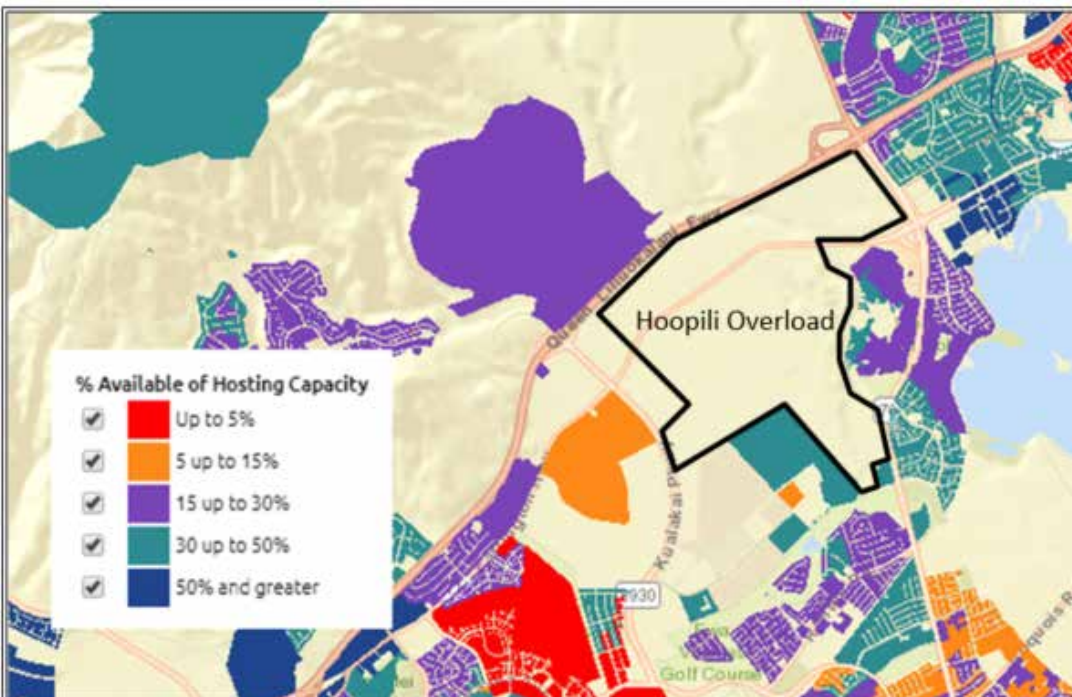 Queen Liliuokalani Fwy
Hoopili Overload
% Available of Hosting Capacity
Up to 5%
5 up to 15%
15 up to 30%
30 up to 50%
50% and greater
Kualakai P
930
Golf Course